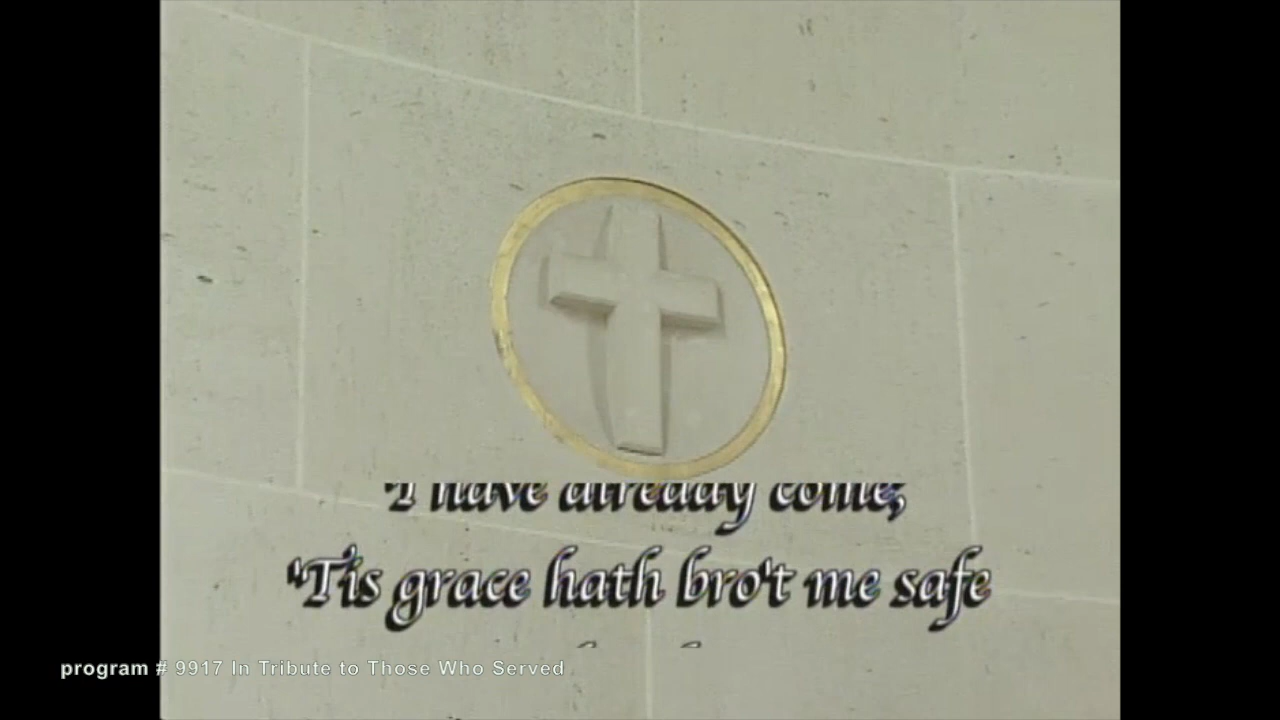 I have already come;
'Tis grace hath bro't me safe
program # 9917 In Tribute to Those Who Served